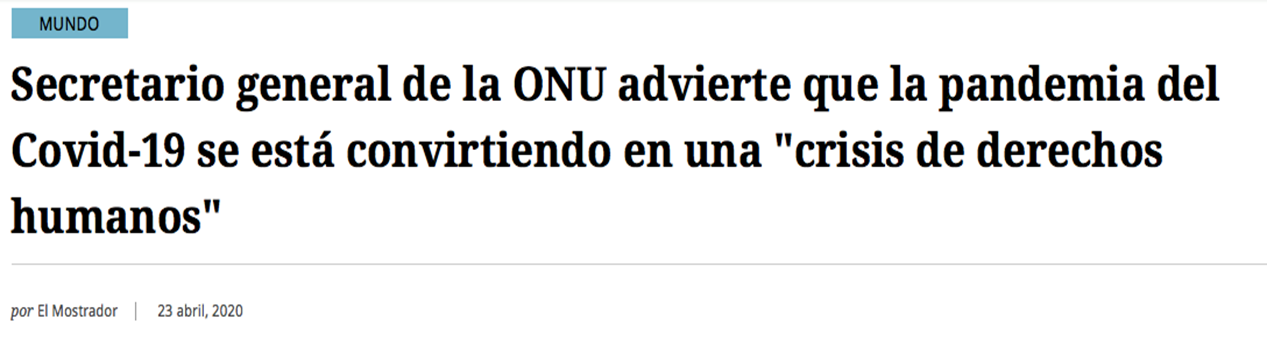 MUNDO
Secretario general de la ONU advierte que la pandemia del
Covid-19 se está convirtiendo en una "crisis de derechos
humanos"
por El Mostrador | 23 abril, 2020